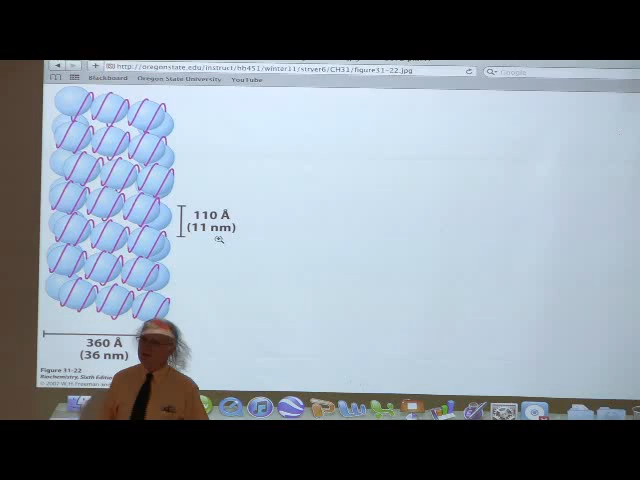 http://oregonstate.edu/instruct/bb451/winter11/stryer6/CH31/figure31-22.jpg
Google
Blackboard Oregon State University YouTube
110 Å
(11 nm)
360 Å
(36 nm)
Figure 31-22
Biochemistry, Sixth Edition
© 2007 W. H. Freeman and